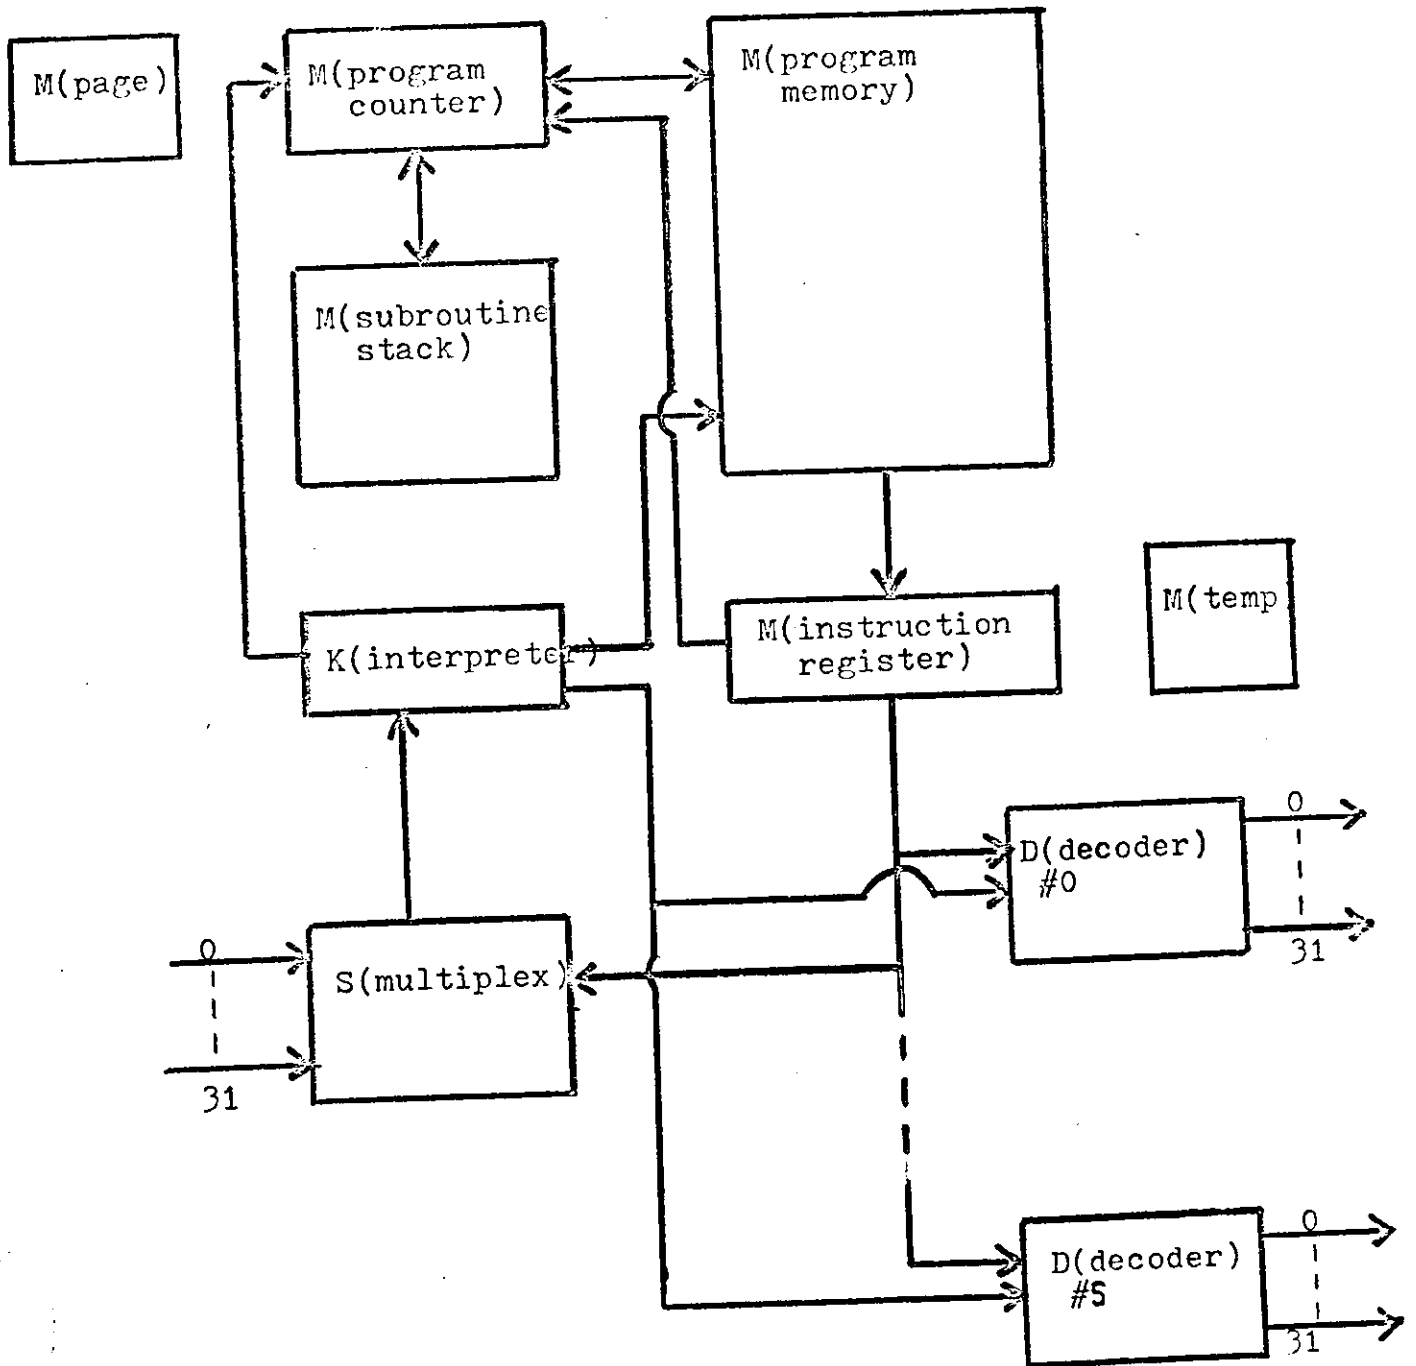 M(page)
M(program
counter)
M(program
memory)
M(subroutine
stack)
K(interpreter)
M(instruction
register)
M(temp
D(decoder)
#0
0
31
S(multiplex)
0
31
D(decoder)
#S
0
31